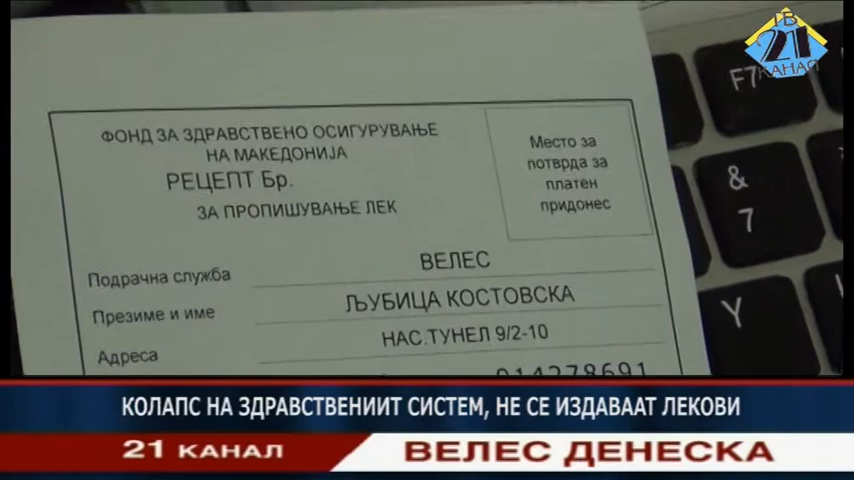 ТВ
21
КАНАЛ
F7
ФОНД ЗА ЗДРАВСТВЕНО ОСИГУРУВАЊЕ
НА МАКЕДОНИЈА
РЕЦЕПТ Бр.
ЗА ПРОПИШУВАЊЕ ЛЕК
Место за
потврда за
платен
придонес
&
7
Y
Подрачна служба
ВЕЛЕС
Презиме и име
ЉУБИЦА КОСТОВСКА
Адреса
НАС.ТУНЕЛ 9/2-10
КОЛАПС НА ЗДРАВСТВЕНИИТ СИСТЕМ, НЕ СЕ ИЗДАВААТ ЛЕКОВИ
21 КАНАЛ
ВЕЛЕС ДЕНЕСКА